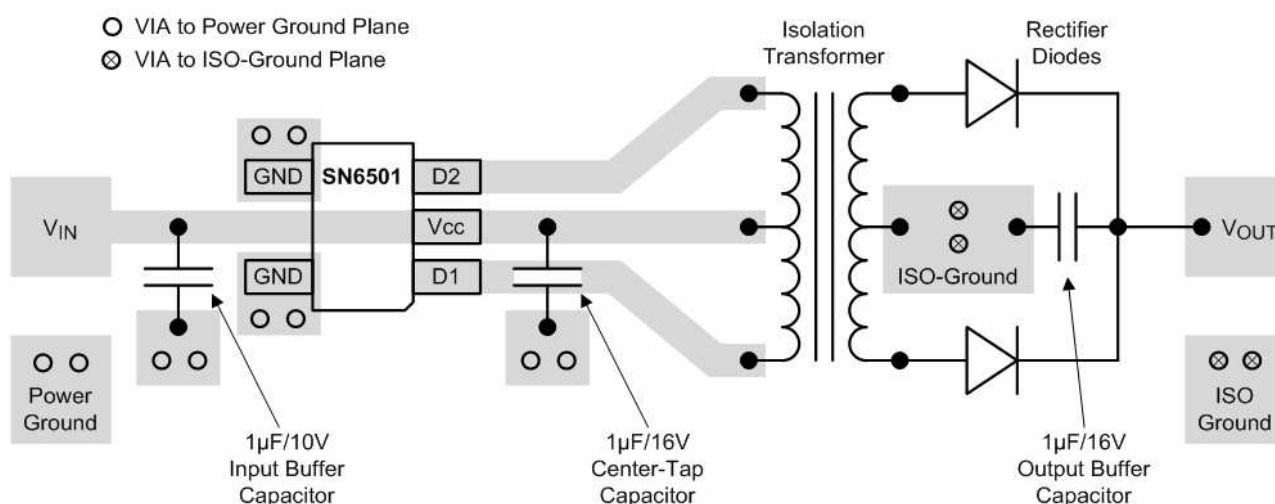 VIA to Power Ground Plane
VIA to ISO-Ground Plane
Isolation
Transformer
Rectifier
Diodes
GND
SN6501
D2
VIN
Vcc
VOUT
GND
D1
ISO-Ground
Power
Ground
ISO
Ground
1µF/10V
Input Buffer
Capacitor
1µF/16V
Center-Tap
Capacitor
1µF/16V
Output Buffer
Capacitor